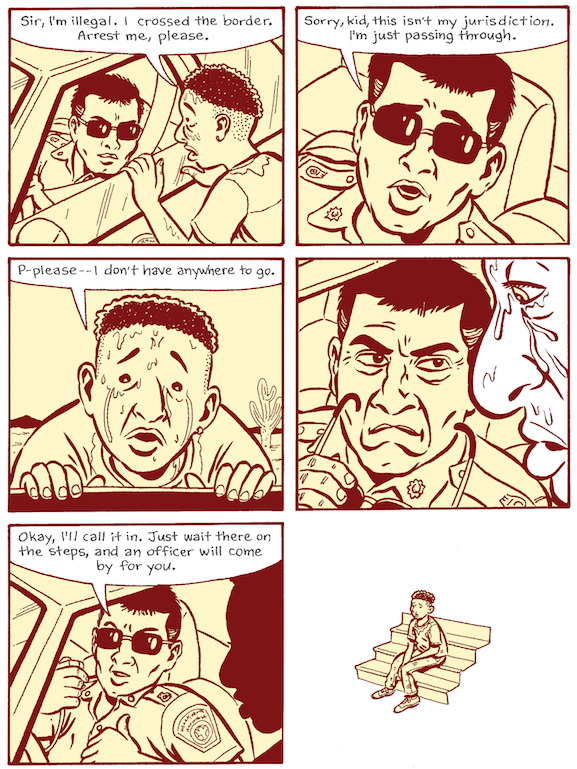 Sir, I'm illegal. I crossed the border.
Arrest me, please.
Sorry, kid, this isn't my jurisdiction.
I'm just passing through.
P-please--I don't have anywhere to go.
Okay, I'll call it in. Just wait there on
the steps, and an officer will come
by for you.